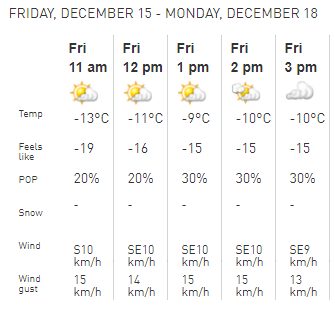 FRIDAY, DECEMBER 15 - MONDAY, DECEMBER 18
Fri Fri Fri Fri Fri
11 am 12 pm 1 pm 2 pm 3 pm
Temp -13°C -11°C -9°C -10°C -10°C
Feels like -19 -16 -15 -15 -15
POP 20% 20% 30% 30% 30%
Snow - - - - -
Wind S10 km/h SE10 km/h SE10 km/h SE10 km/h SE9 km/h
Wind gust 15 km/h 14 km/h 15 km/h 15 km/h 13 km/h